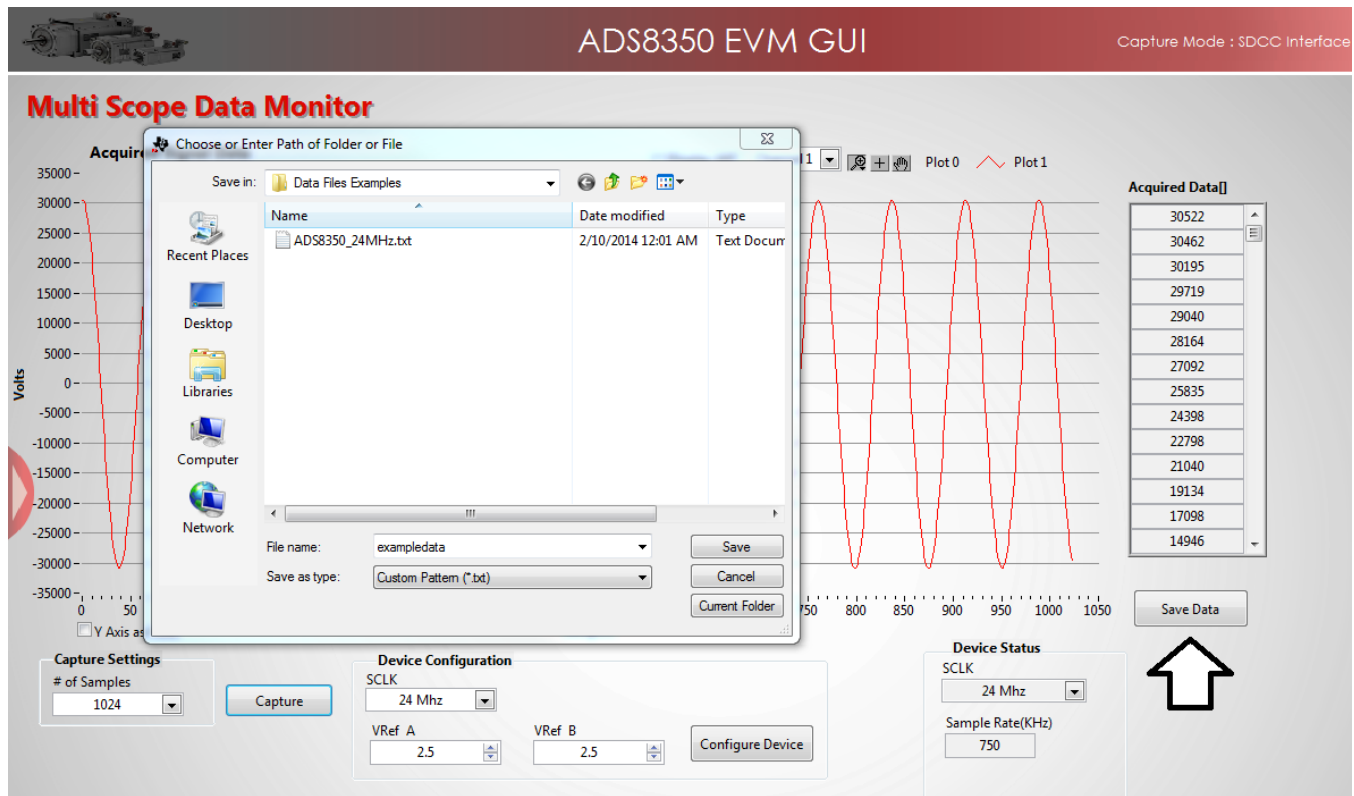 ADS8350 EVM GUI
Capture Mode : SDCC Interface
Multi Scope Data Monitor
Choose or Enter Path of Folder or File
Save in:
Data Files Examples
Name
Date modified
Type
ADS8350_24MHz.txt
2/10/2014 12:01 AM
Text Docum
Recent Places
Desktop
Libraries
Computer
Network
File name:
exampledata
Save as type:
Custom Pattern (*.txt)
Save
Cancel
Current Folder
Plot 0
Plot 1
Volts
35000
30000
25000
20000
15000
10000
5000
0
-5000
-10000
-15000
-20000
-25000
-30000
-35000
0
50
750
800
850
900
950
1000
1050
Y Axis as
Acquired Data[]
30522
30462
30195
29719
29040
28164
27092
25835
24398
22798
21040
19134
17098
14946
Save Data
Capture Settings
# of Samples
1024
Capture
Device Configuration
SCLK
24 Mhz
VRef A
2.5
VRef B
2.5
Configure Device
Device Status
SCLK
24 Mhz
Sample Rate(KHz)
750